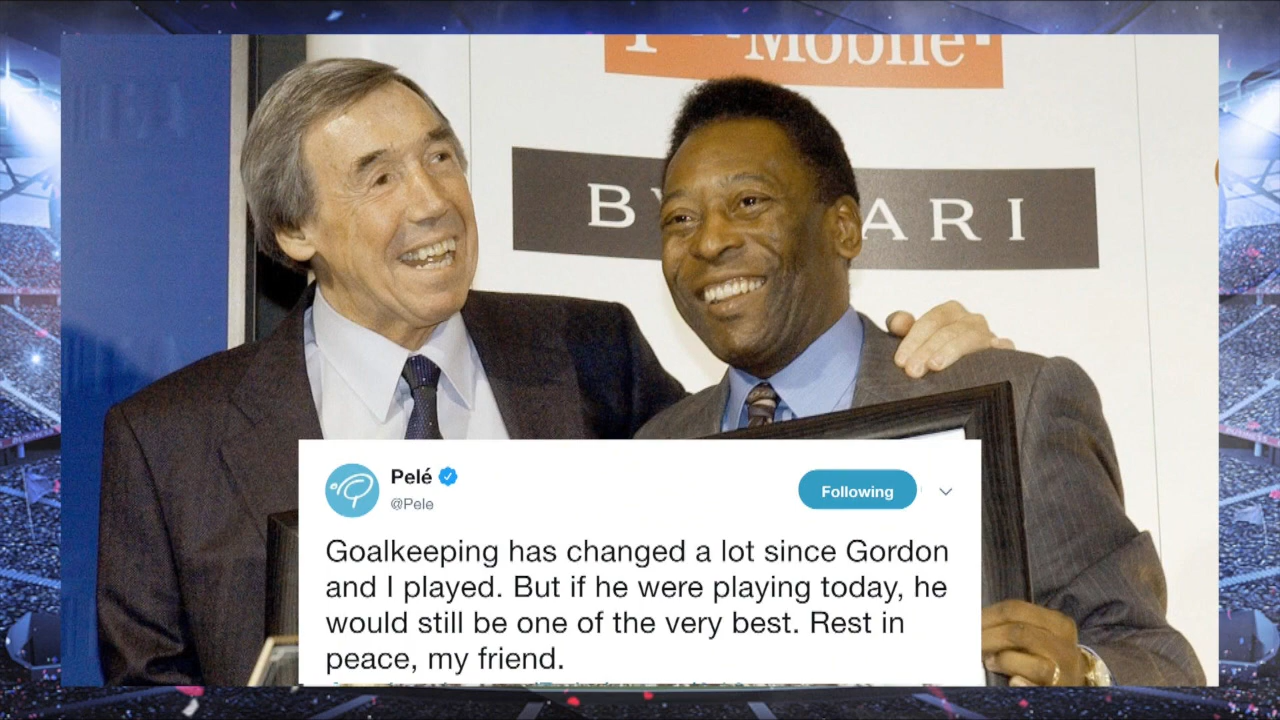 Mobile
B ARI
Pelé
@Pele
Following
Goalkeeping has changed a lot since Gordon
and I played. But if he were playing today, he
would still be one of the very best. Rest in
peace, my friend.